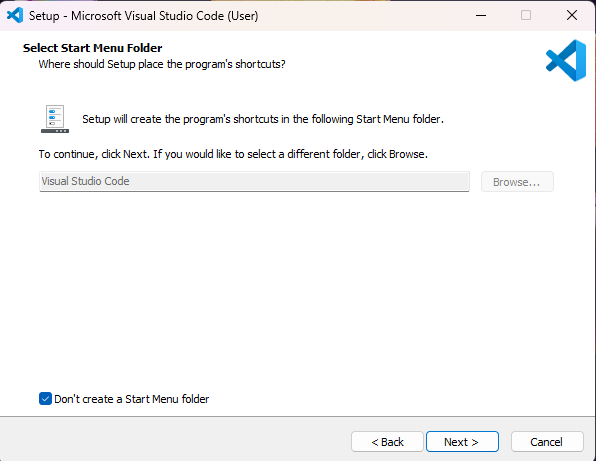 Setup - Microsoft Visual Studio Code (User)
Select Start Menu Folder
Where should Setup place the program's shortcuts?
Setup will create the program's shortcuts in the following Start Menu folder.
To continue, click Next. If you would like to select a different folder, click Browse.
Visual Studio Code
Browse...
Don't create a Start Menu folder
< Back
Next >
Cancel